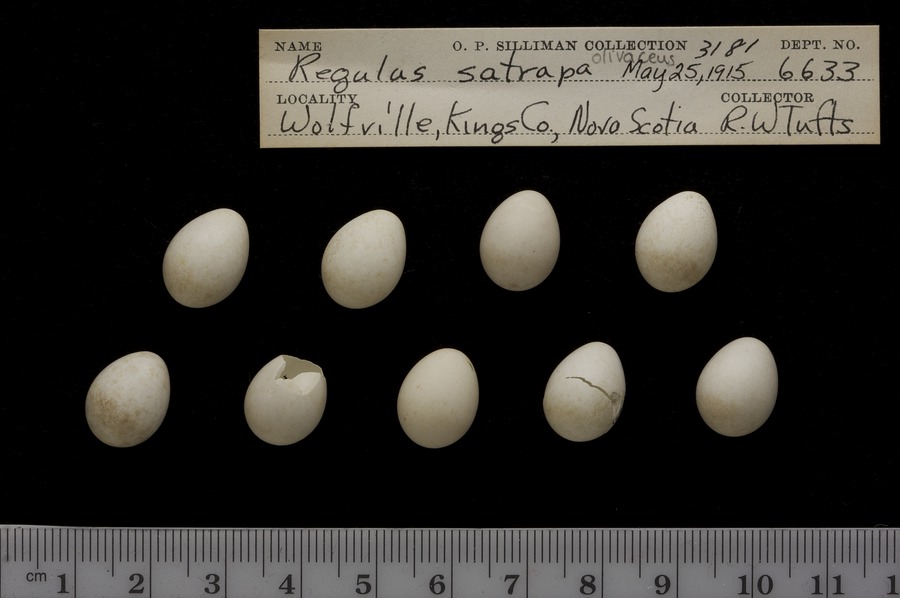 NAME O. P. SILLIMAN COLLECTION 3181 DEPT. NO.
olivaceus
Regulus satrapa May 25, 1915 6633
LOCALITY COLLECTOR
Wolfville, Kings Co., Nova Scotia R. W Tufts
cm 1 2 3 4 5 6 7 8 9 10 11 1